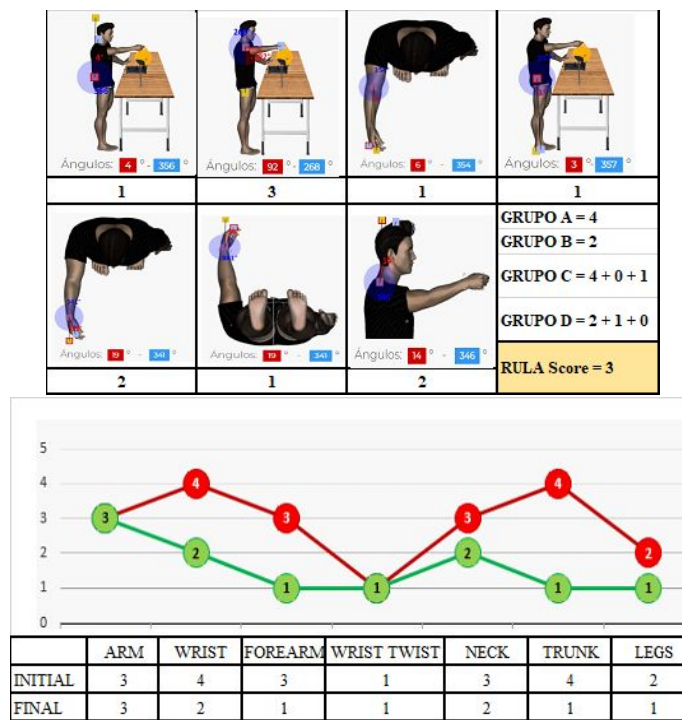 Ángulos: 4 ° - 356 °
Ángulos: 92 ° - 268 °
Ángulos: 6 ° - 354 °
Ángulos: 3 ° - 357 °
1
3
1
1
GRUPO A = 4
GRUPO B = 2
GRUPO C = 4 + 0 + 1
GRUPO D = 2 + 1 + 0
RULA Score = 3
Ángulos: 19 ° - 341 °
Ángulos: 19 ° - 341 °
Ángulos: 14 ° - 346 °
2
1
2
5
4
3
2
1
0
3
4
3
1
3
4
2
2
1
2
1
1
ARM WRIST FOREARM WRIST TWIST NECK TRUNK LEGS
INITIAL 3 4 3 1 3 4 2
FINAL 3 2 1 1 2 1 1